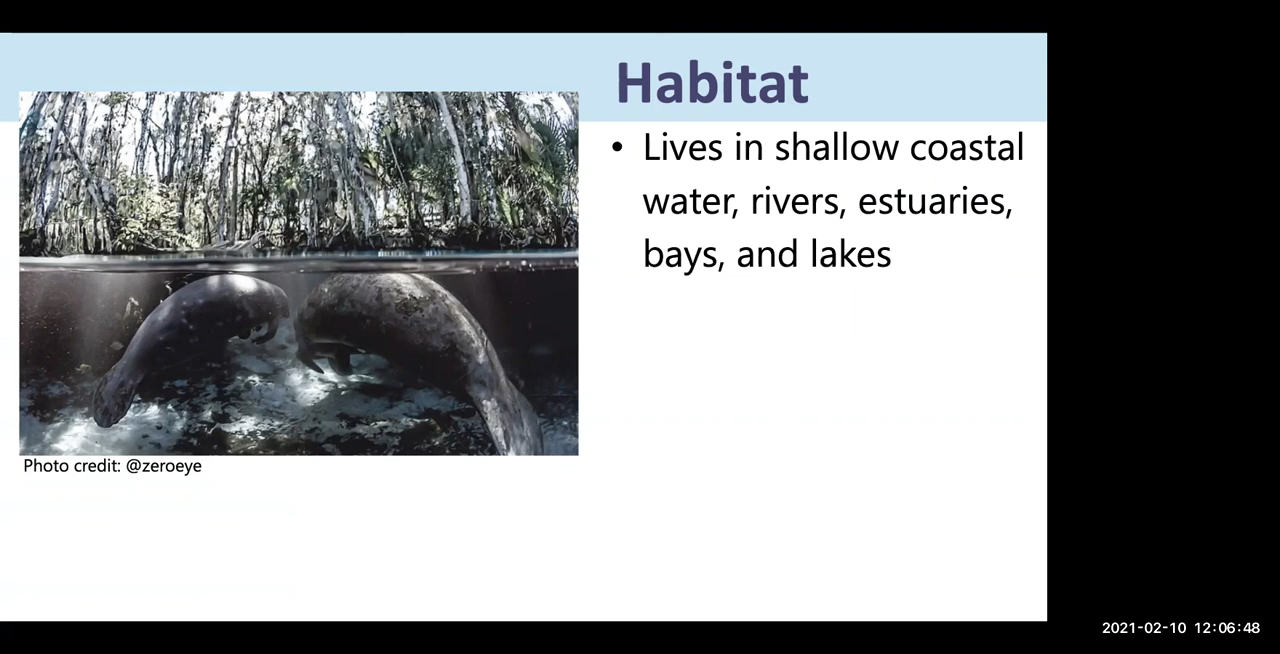 Habitat
• Lives in shallow coastal
water, rivers, estuaries,
bays, and lakes
Photo credit: @zeroeye
2021-02-10 12:06:48